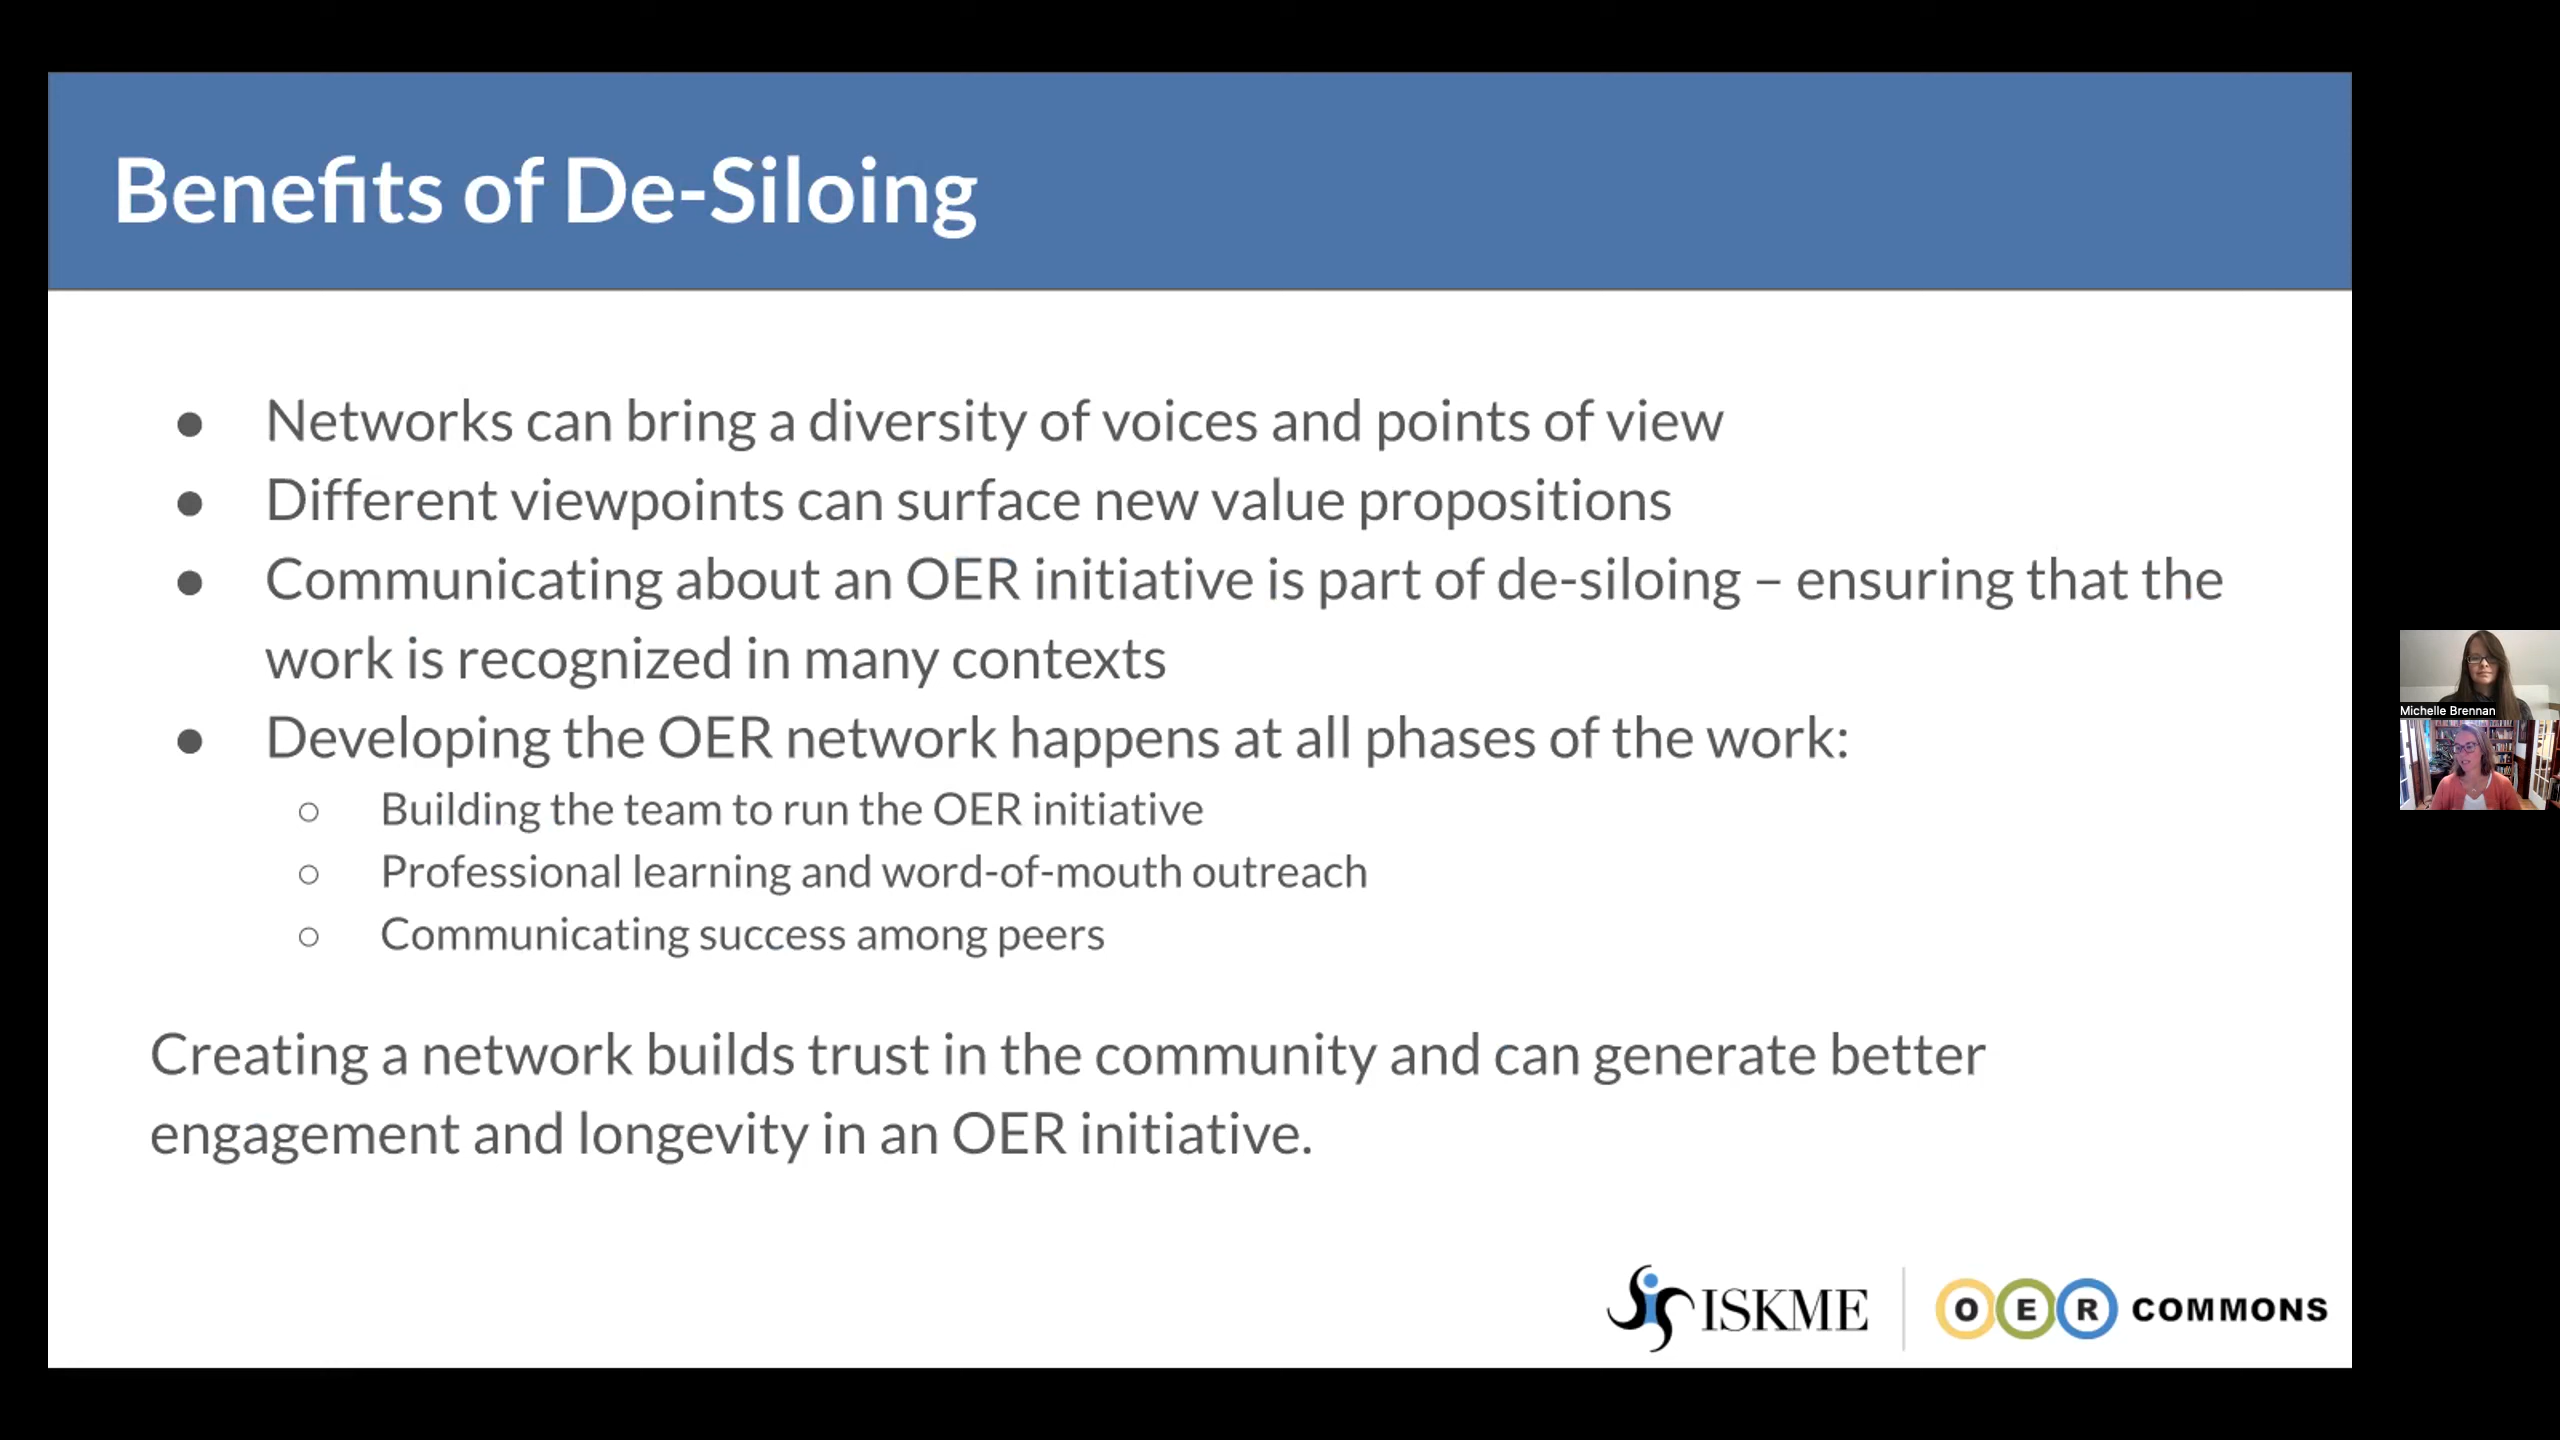 Benefits of De-Siloing
● Networks can bring a diversity of voices and points of view
● Different viewpoints can surface new value propositions
● Communicating about an OER initiative is part of de-siloing – ensuring that the
work is recognized in many contexts
● Developing the OER network happens at all phases of the work:
○ Building the team to run the OER initiative
○ Professional learning and word-of-mouth outreach
○ Communicating success among peers
Creating a network builds trust in the community and can generate better
engagement and longevity in an OER initiative.
ISKME
OER COMMONS
Michelle Brennan